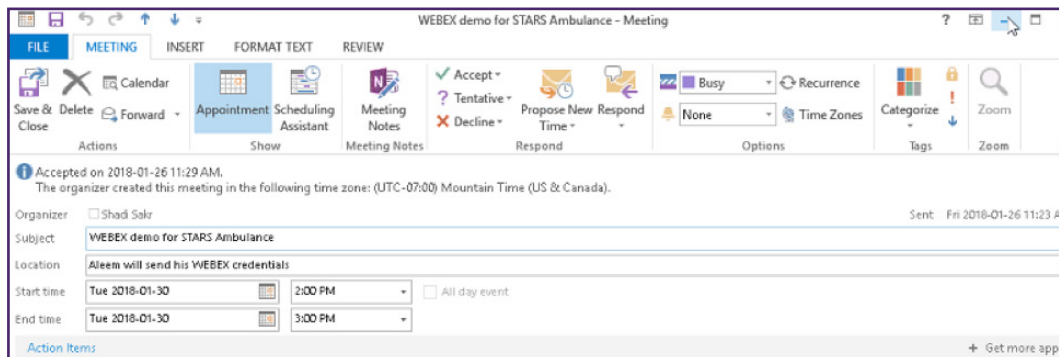 WEBEX demo for STARS Ambulance - Meeting
?
FILE MEETING INSERT FORMAT TEXT REVIEW
Save & Close
Delete
Calendar
Forward
Actions
Appointment
Scheduling Assistant
Show
Meeting Notes
Meeting Notes
Accept
? Tentative
Decline
Propose New Time
Respond
Respond
Busy
None
Recurrence
Time Zones
Options
Categorize
!
Tags
Zoom
Zoom
Accepted on 2018-01-26 11:29 AM.
The organizer created this meeting in the following time zone: (UTC-07:00) Mountain Time (US & Canada).
Organizer Shadi Sakr Sent Fri 2018-01-26 11:23 A
Subject WEBEX demo for STARS Ambulance
Location Aleem will send his WEBEX credentials
Start time Tue 2018-01-30 2:00 PM All day event
End time Tue 2018-01-30 3:00 PM
Action Items + Get more app